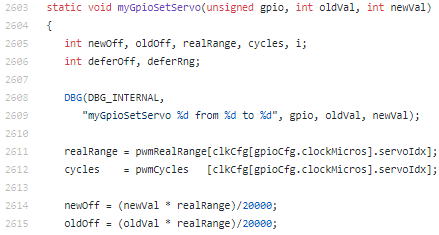 2603 static void myGpioSetServo(unsigned gpio, int oldVal, int newVal)
2604 {
2605    int newOff, oldOff, realRange, cycles, i;
2606    int deferOff, deferRng;
2607
2608    DBG(DBG_INTERNAL,
2609       "myGpioSetServo %d from %d to %d", gpio, oldVal, newVal);
2610
2611    realRange = pwmRealRange[clkCfg[gpioCfg.clockMicros].servoIdx];
2612    cycles    = pwmCycles   [clkCfg[gpioCfg.clockMicros].servoIdx];
2613
2614    newOff = (newVal * realRange)/20000;
2615    oldOff = (oldVal * realRange)/20000;